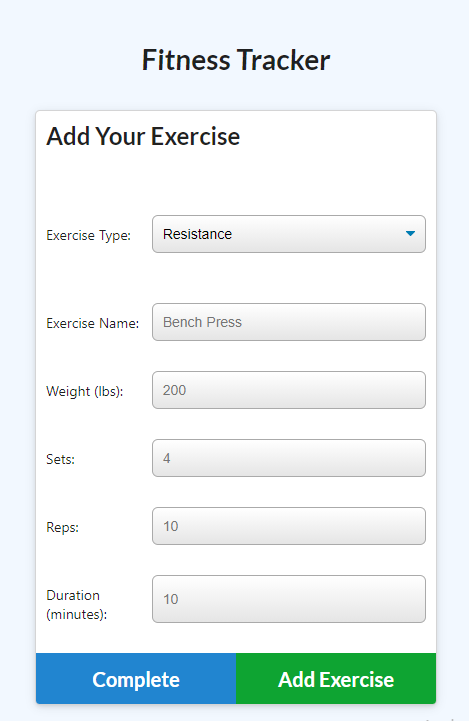 Fitness Tracker
Add Your Exercise
Exercise Type: Resistance
Exercise Name: Bench Press
Weight (lbs): 200
Sets: 4
Reps: 10
Duration
(minutes): 10
Complete Add Exercise